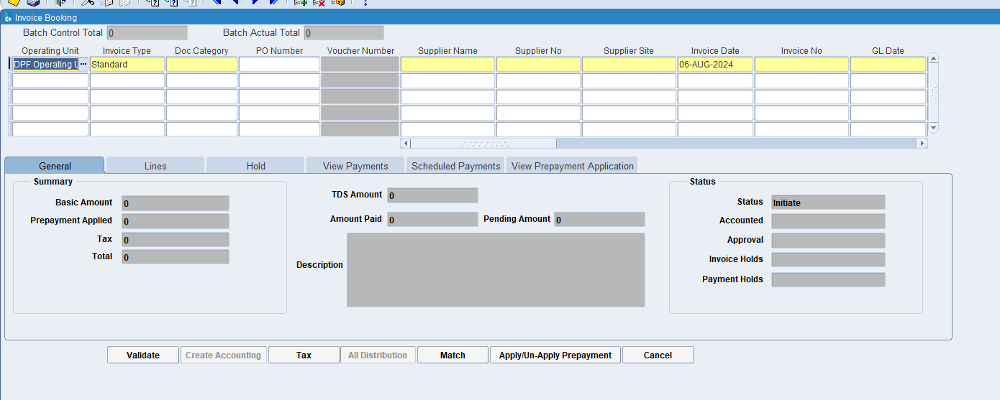 Invoice Booking
Batch Control Total 0 Batch Actual Total 0
Operating Unit Invoice Type Doc Category PO Number Voucher Number Supplier Name Supplier No Supplier Site Invoice Date Invoice No GL Date
DPF Operating U ... Standard 06-AUG-2024
General Lines Hold View Payments Scheduled Payments View Prepayment Application
Summary Status
Basic Amount 0 TDS Amount 0 Status Initiate
Prepayment Applied 0 Amount Paid 0 Pending Amount 0 Accounted
Tax 0 Approval
Total 0 Description Invoice Holds
Payment Holds
Validate Create Accounting Tax All Distribution Match Apply/Un-Apply Prepayment Cancel